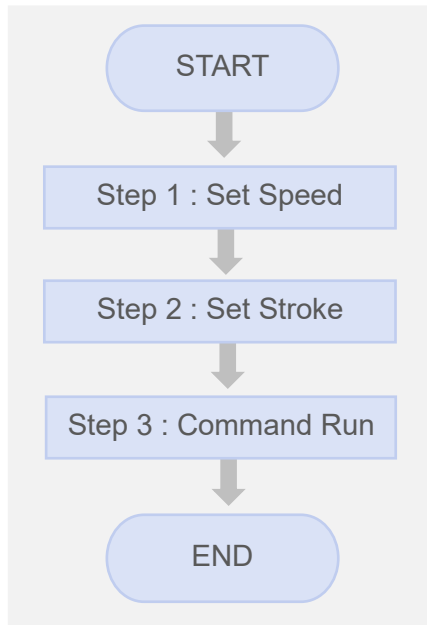 START
Step 1 : Set Speed
Step 2 : Set Stroke
Step 3 : Command Run
END